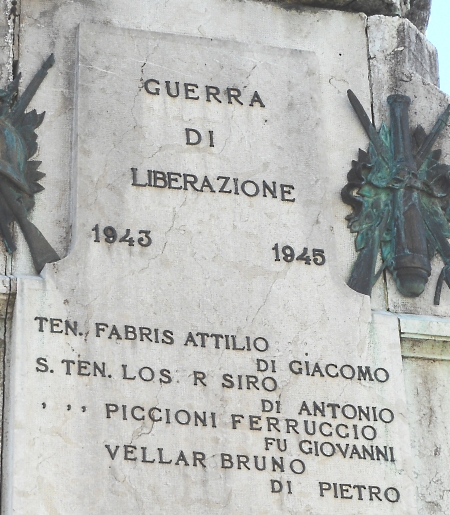 GUERRA
DI
LIBERAZIONE
1943 1945
TEN. FABRIS ATTILIO
DI GIACOMO
S. TEN. LOS R SIRO
DI ANTONIO
, , , PICCIONI FERRUCCIO
FU GIOVANNI
VELLAR BRUNO
DI PIETRO